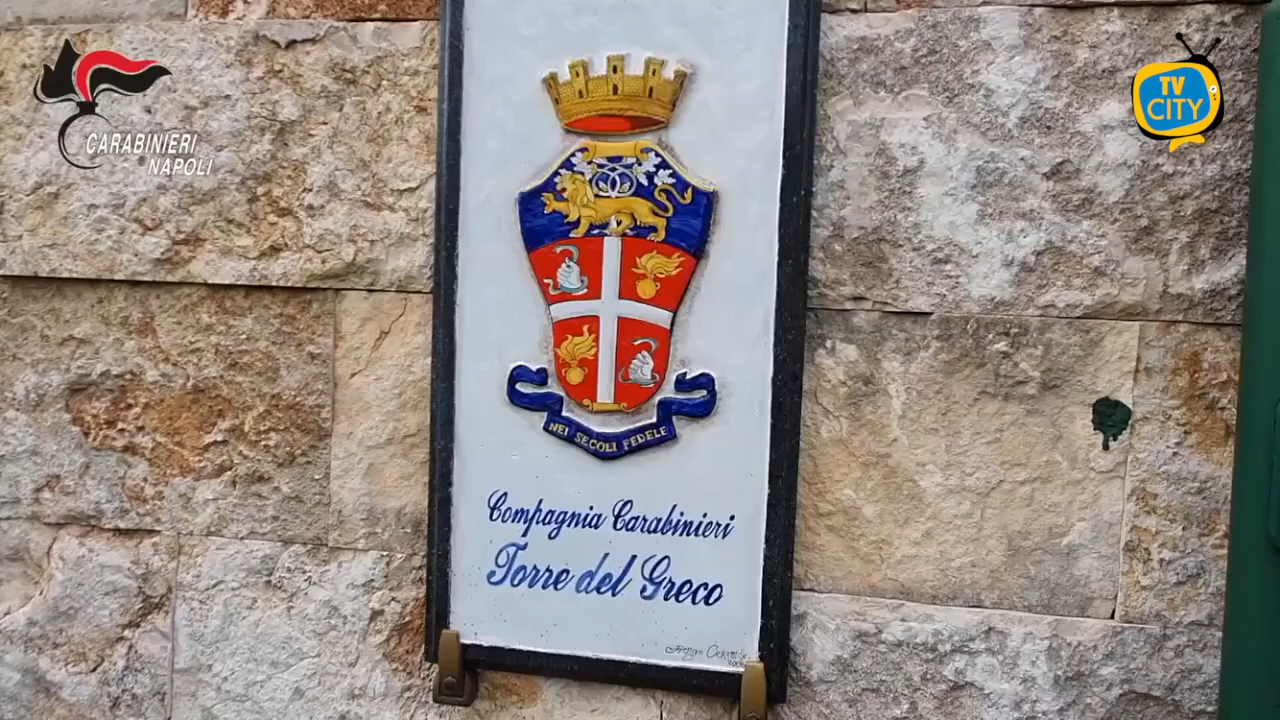 CARABINIERI
NAPOLI
TV
CITY
NEI SECOLI FEDELE
Compagnia Carabinieri
Torre del Greco